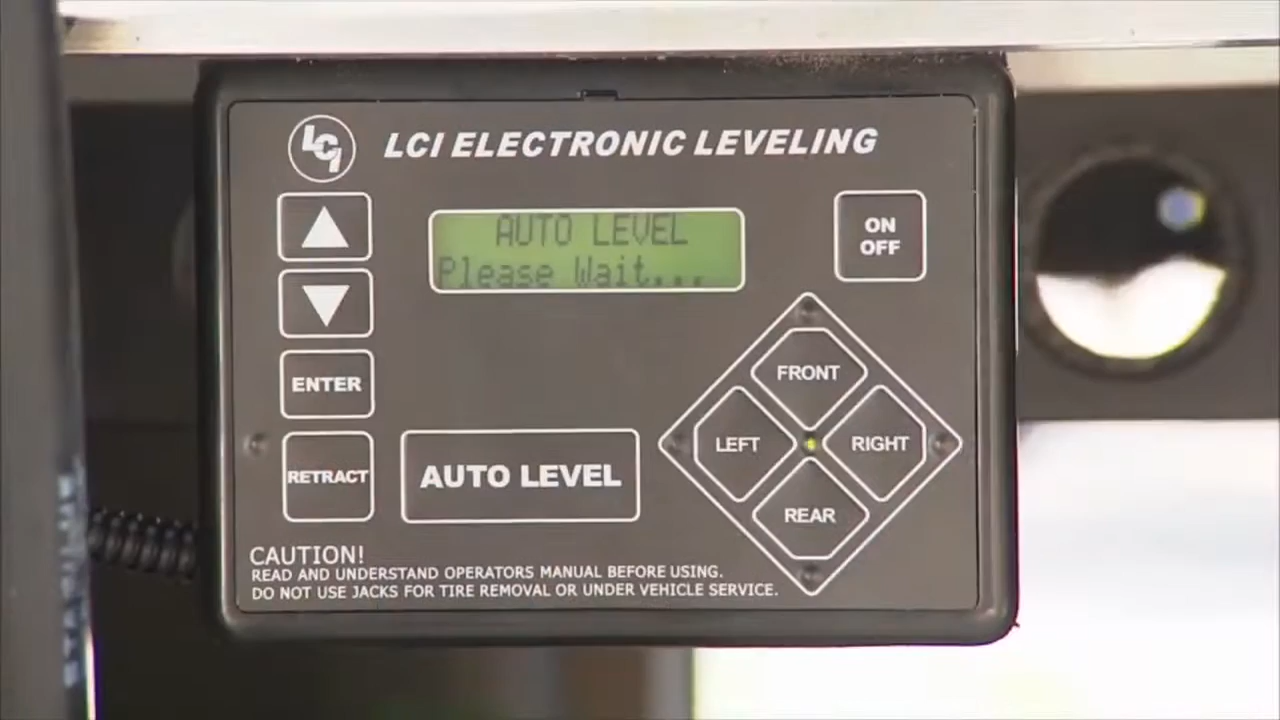 LCI
LCI ELECTRONIC LEVELING
AUTO LEVEL
Please Wait...
ON
OFF
ENTER
RETRACT
AUTO LEVEL
FRONT
LEFT
RIGHT
REAR
CAUTION!
READ AND UNDERSTAND OPERATORS MANUAL BEFORE USING.
DO NOT USE JACKS FOR TIRE REMOVAL OR UNDER VEHICLE SERVICE.